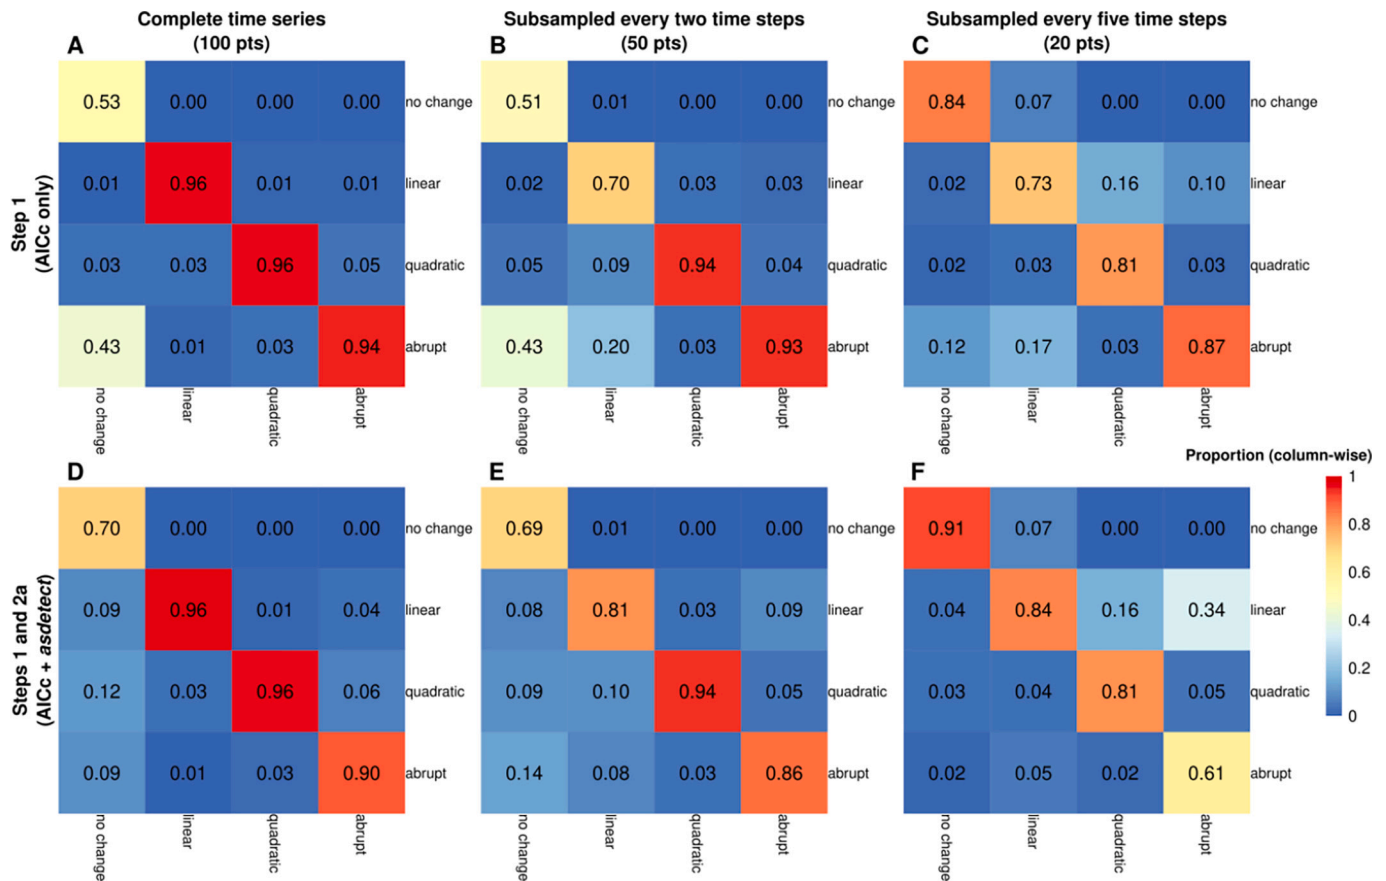 Complete time series
(100 pts)
Subsampled every two time steps
(50 pts)
Subsampled every five time steps
(20 pts)
A
B
C
Step 1
(AICc only)
0.53 0.00 0.00 0.00 no change
0.01 0.96 0.01 0.01 linear
0.03 0.03 0.96 0.05 quadratic
0.43 0.01 0.03 0.94 abrupt
no change
linear
quadratic
abrupt
0.51 0.01 0.00 0.00 no change
0.02 0.70 0.03 0.03 linear
0.05 0.09 0.94 0.04 quadratic
0.43 0.20 0.03 0.93 abrupt
no change
linear
quadratic
abrupt
0.84 0.07 0.00 0.00 no change
0.02 0.73 0.16 0.10 linear
0.02 0.03 0.81 0.03 quadratic
0.12 0.17 0.03 0.87 abrupt
no change
linear
quadratic
abrupt
D
E
F
Steps 1 and 2a
(AICc + asdetect)
0.70 0.00 0.00 0.00 no change
0.09 0.96 0.01 0.04 linear
0.12 0.03 0.96 0.06 quadratic
0.09 0.01 0.03 0.90 abrupt
no change
linear
quadratic
abrupt
0.69 0.01 0.00 0.00 no change
0.08 0.81 0.03 0.09 linear
0.09 0.10 0.94 0.05 quadratic
0.14 0.08 0.03 0.86 abrupt
no change
linear
quadratic
abrupt
0.91 0.07 0.00 0.00 no change
0.04 0.84 0.16 0.34 linear
0.03 0.04 0.81 0.05 quadratic
0.02 0.05 0.02 0.61 abrupt
no change
linear
quadratic
abrupt
Proportion (column-wise)
1
0.8
0.6
0.4
0.2
0